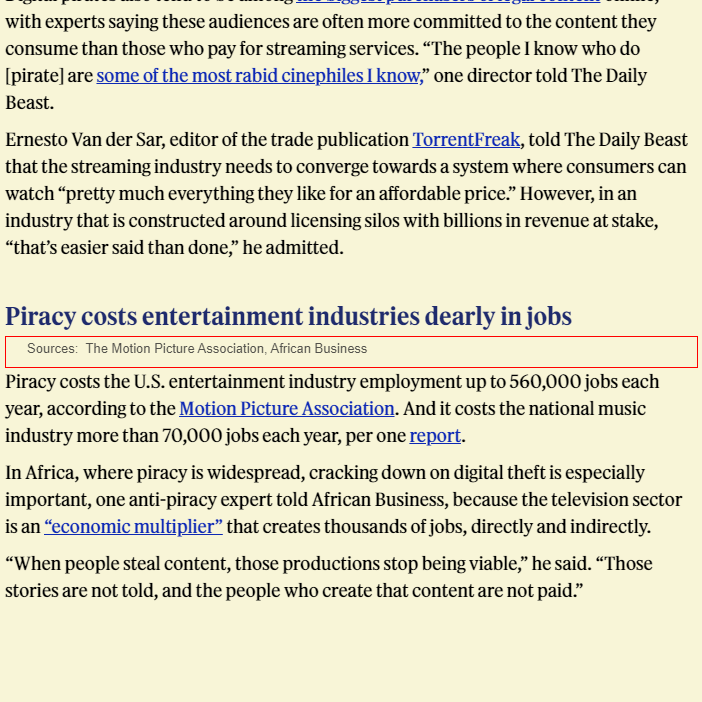 with experts saying these audiences are often more committed to the content they
consume than those who pay for streaming services. “The people I know who do
[pirate] are some of the most rabid cinephiles I know,” one director told The Daily
Beast.
Ernesto Van der Sar, editor of the trade publication TorrentFreak, told The Daily Beast
that the streaming industry needs to converge towards a system where consumers can
watch “pretty much everything they like for an affordable price.” However, in an
industry that is constructed around licensing silos with billions in revenue at stake,
“that’s easier said than done,” he admitted.
Piracy costs entertainment industries dearly in jobs
Sources: The Motion Picture Association, African Business
Piracy costs the U.S. entertainment industry employment up to 560,000 jobs each
year, according to the Motion Picture Association. And it costs the national music
industry more than 70,000 jobs each year, per one report.
In Africa, where piracy is widespread, cracking down on digital theft is especially
important, one anti-piracy expert told African Business, because the television sector
is an “economic multiplier” that creates thousands of jobs, directly and indirectly.
“When people steal content, those productions stop being viable,” he said. “Those
stories are not told, and the people who create that content are not paid.”